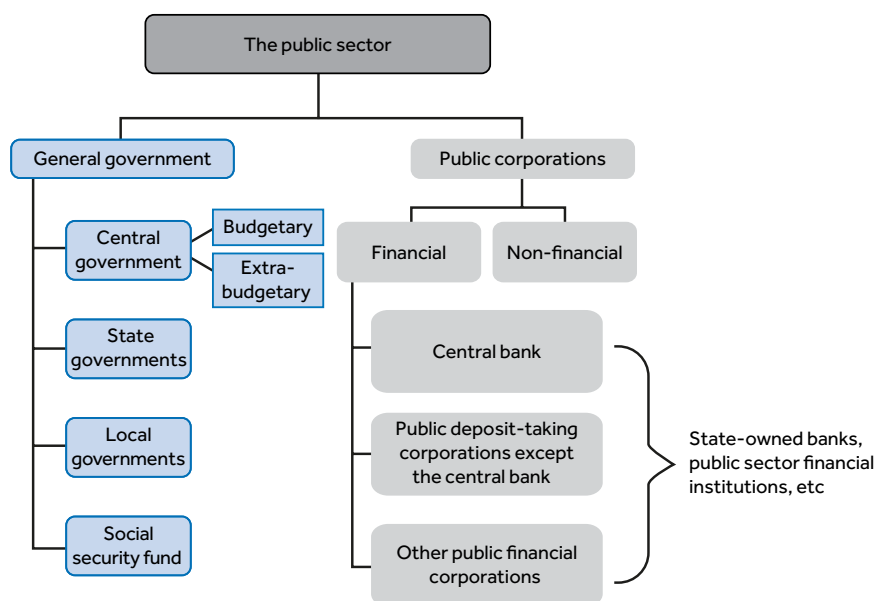 The public sector
General government
Public corporations
Central
government
Budgetary
Extra-
budgetary
State
governments
Local
governments
Social
security fund
Financial
Non-financial
Central bank
Public deposit-taking
corporations except
the central bank
Other public financial
corporations
State-owned banks,
public sector financial
institutions, etc